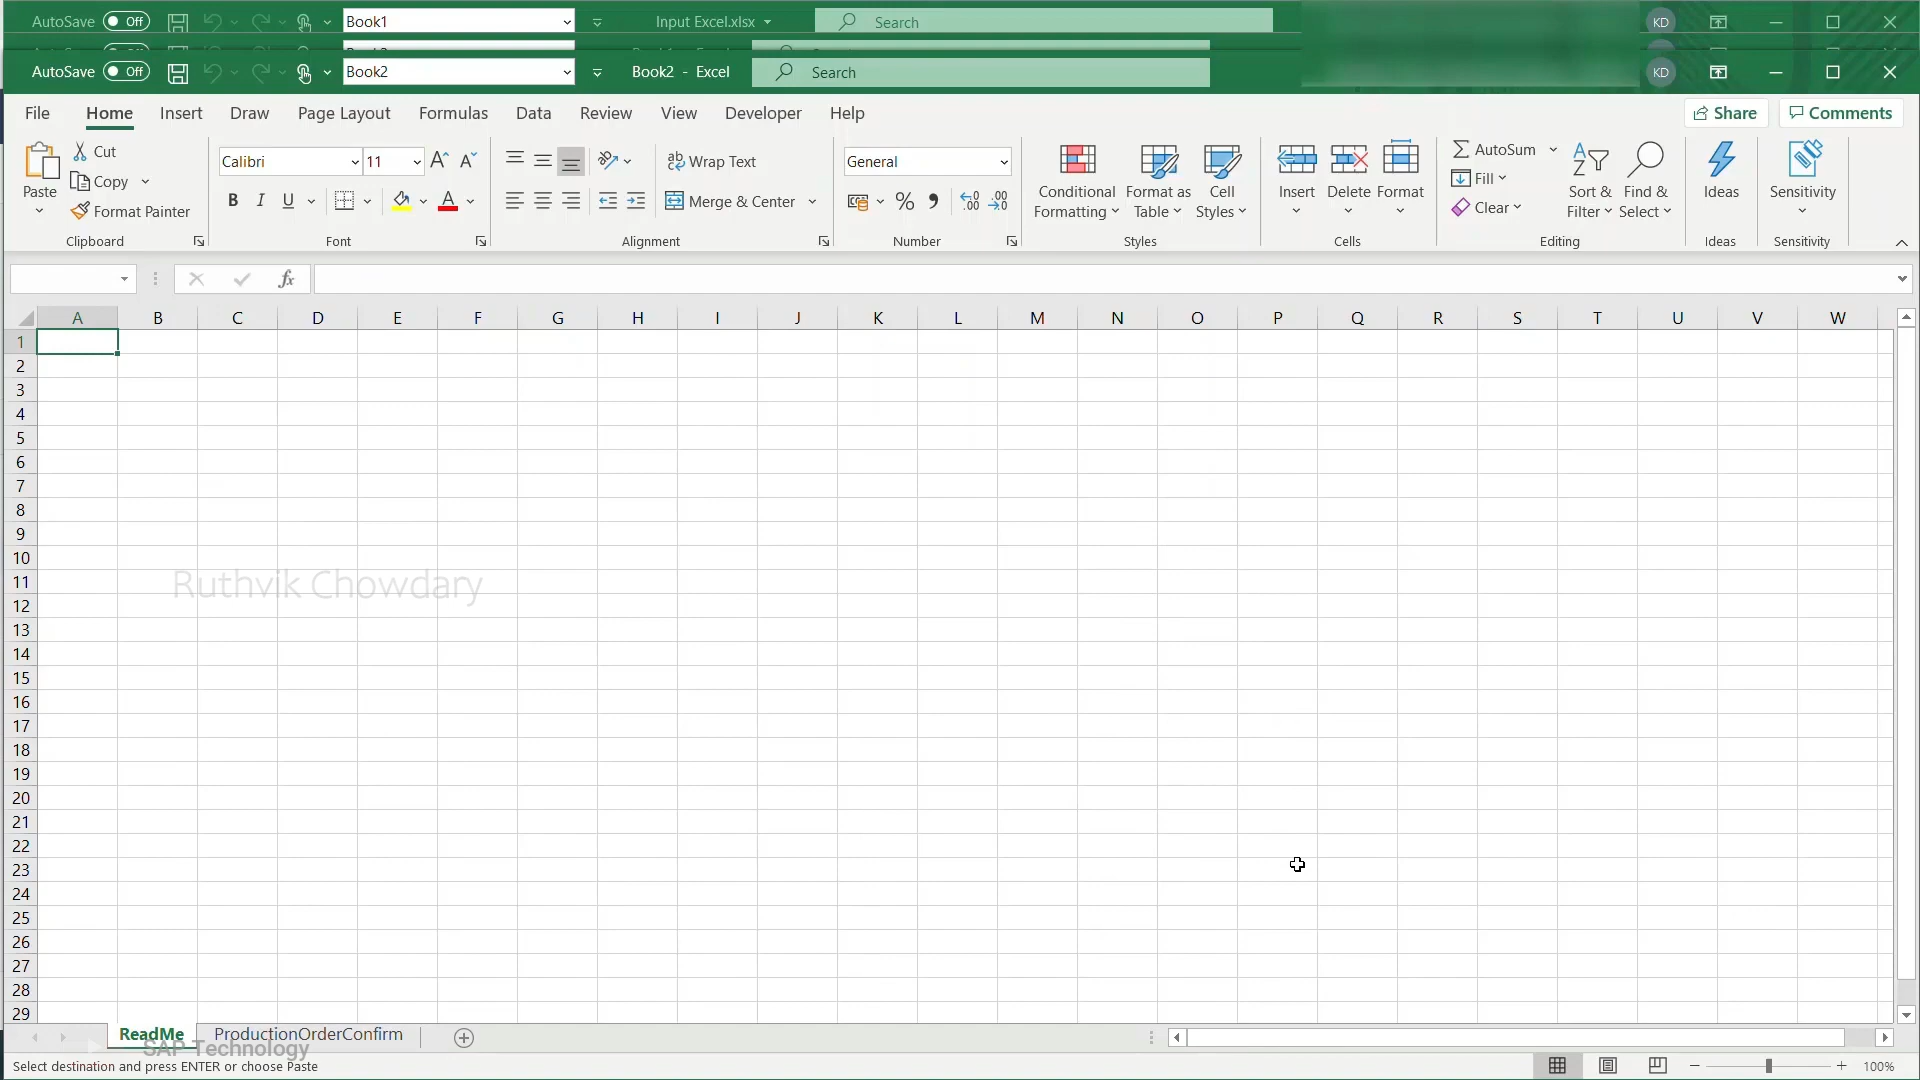 AutoSave Off Book1 Input Excel.xlsx Search KD
AutoSave Off Book2 Book2 - Excel Search KD
File Home Insert Draw Page Layout Formulas Data Review View Developer Help Share Comments
Paste Cut Copy Format Painter Clipboard
Calibri 11 B I U A Font
Wrap Text Merge & Center Alignment
General % Number
Conditional Formatting Format as Table Cell Styles Styles
Insert Delete Format Cells
AutoSum Fill Clear Sort & Filter Find & Select Editing
Ideas Ideas
Sensitivity Sensitivity
fx
A B C D E F G H I J K L M N O P Q R S T U V W
1
2
3
4
5
6
7
8
9
10
11
12
13
14
15
16
17
18
19
20
21
22
23
24
25
26
27
28
29
Ruthvik Chowdary
ReadMe ProductionOrderConfirm
SAP Technology
Select destination and press ENTER or choose Paste 100%